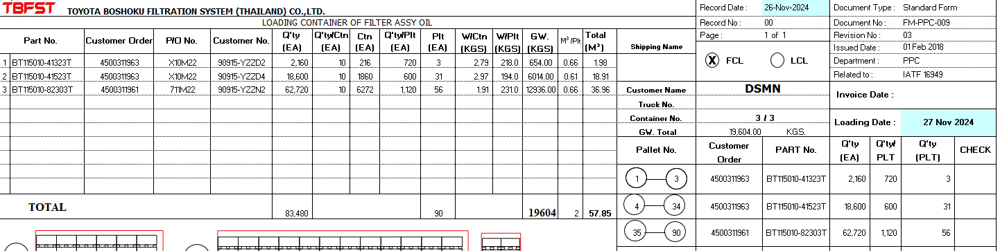 TBFST TOYOTA BOSHOKU FILTRATION SYSTEM (THAILAND) CO.,LTD.
LOADING CONTAINER OF FILTER ASSY OIL
Part No. Customer Order P/O No. Customer No. Q'ty (EA) Q'ty/Ctn (EA) Ctn (EA) Q'ty/Plt (EA) Plt (EA) W/Ctn (KGS) W/Plt (KGS) GW. (KGS) M³/Plt Total (M³)
1 BT115010-41323T 4500311963 X10M22 90915-YZZD2 2,160 10 216 720 3 2.79 218.0 654.00 0.66 1.98
2 BT115010-41523T 4500311963 X10M22 90915-YZZD4 18,600 10 1860 600 31 2.97 194.0 6014.00 0.61 18.91
3 BT115010-82303T 4500311961 711M22 90915-YZZN2 62,720 10 6272 1,120 56 1.91 231.0 12936.00 0.66 36.96
TOTAL 83,480 90 19604 2 57.85
Record Date : 26-Nov-2024 Document Type : Standard Form
Record No : 00 Document No : FM-PPC-009
Page : 1 of 1 Revision No : 03
Issued Date : 01 Feb 2018
Department : PPC
Related to : IATF 16949
Shipping Name X FCL LCL
Customer Name DSMN
Truck No.
Container No. 3 / 3
GW. Total 19,604.00 KGS.
Invoice Date :
Loading Date : 27 Nov 2024
Pallet No. Customer Order PART No. Q'ty (EA) Q'ty/ PLT Q'ty (PLT) CHECK
1 3 4500311963 BT115010-41323T 2,160 720 3
4 34 4500311963 BT115010-41523T 18,600 600 31
35 90 4500311961 BT115010-82303T 62,720 1,120 56